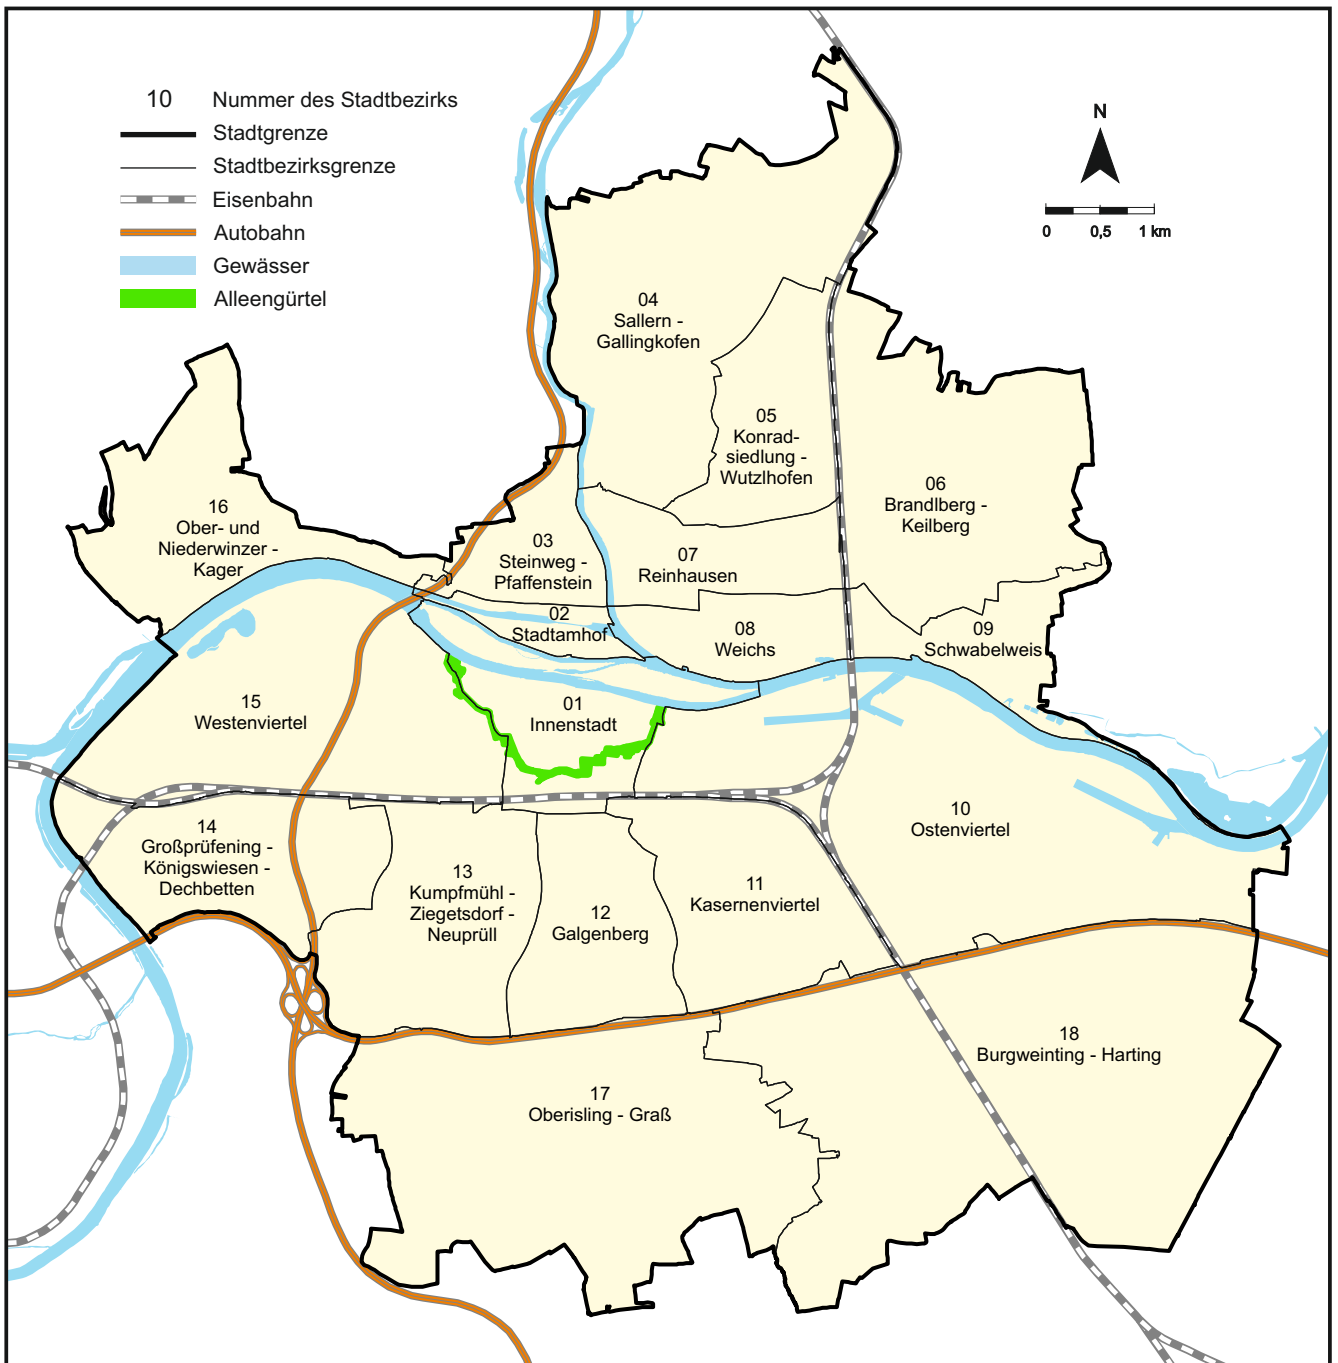 10 Nummer des Stadtbezirks
Stadtgrenze
Stadtbezirksgrenze
Eisenbahn
Autobahn
Gewässer
Alleengürtel
N
0 0,5 1 km
04
Sallern -
Gallingkofen
05
Konrad-
siedlung -
Wutzlhofen
06
Brandlberg -
Keilberg
16
Ober- und
Niederwinzer -
Kager
03
Steinweg -
Pfaffenstein
07
Reinhausen
02
Stadtamhof
08
Weichs
09
Schwabelweis
15
Westenviertel
01
Innenstadt
10
Ostenviertel
14
Großprüfening -
Königswiesen -
Dechbetten
13
Kumpfmühl -
Ziegetsdorf -
Neuprüll
12
Galgenberg
11
Kasernenviertel
18
Burgweinting - Harting
17
Oberisling - Graß